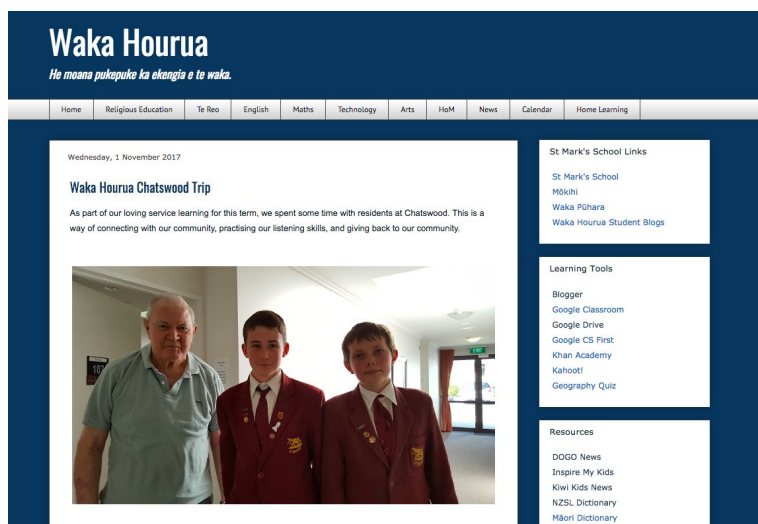 Waka Hourua
He moana pukepuke ka ekengia e te waka.
Home Religious Education Te Reo English Maths Technology Arts HoM News Calendar Home Learning
Wednesday, 1 November 2017
Waka Hourua Chatswood Trip
As part of our loving service learning for this term, we spent some time with residents at Chatswood. This is a
way of connecting with our community, practising our listening skills, and giving back to our community.
107
EXIT
St Mark's School Links
St Mark's School
Mōkihi
Waka Pūhara
Waka Hourua Student Blogs
Learning Tools
Blogger
Google Classroom
Google Drive
Google CS First
Khan Academy
Kahoot!
Geography Quiz
Resources
DOGO News
Inspire My Kids
Kiwi Kids News
NZSL Dictionary
Māori Dictionary